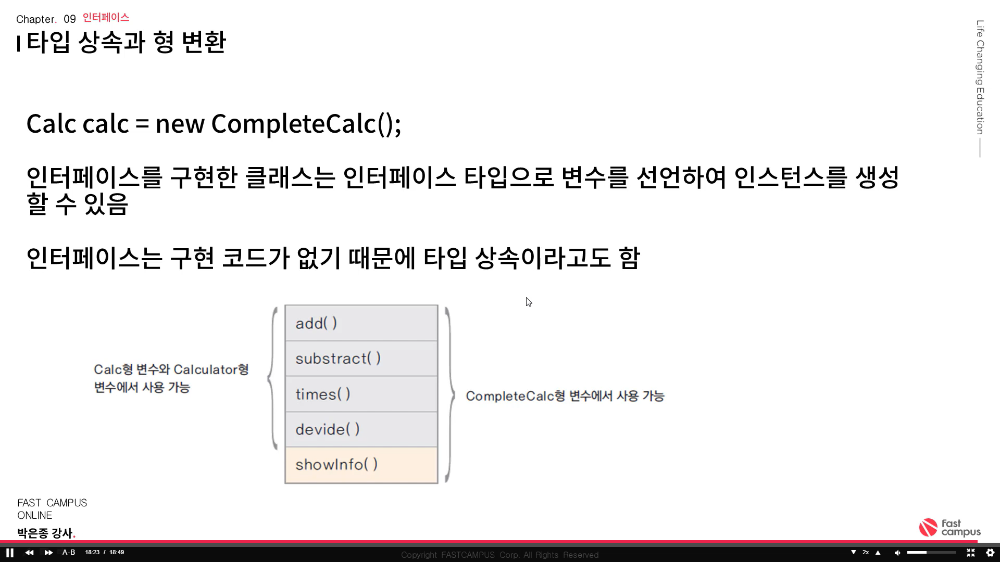 Chapter. 09 인터페이스
타입 상속과 형 변환
Life Changing Education
Calc calc = new CompleteCalc();
인터페이스를 구현한 클래스는 인터페이스 타입으로 변수를 선언하여 인스턴스를 생성
할 수 있음
인터페이스는 구현 코드가 없기 때문에 타입 상속이라고도 함
Calc형 변수와 Calculator형
변수에서 사용 가능
add( )
substract( )
times( )
devide( )
showInfo( )
CompleteCalc형 변수에서 사용 가능
FAST CAMPUS
ONLINE
박은종 강사.
Fast
campus
A-B 18:23 / 18:49
Copyright FASTCAMPUS Corp. All Rights Reserved
2x